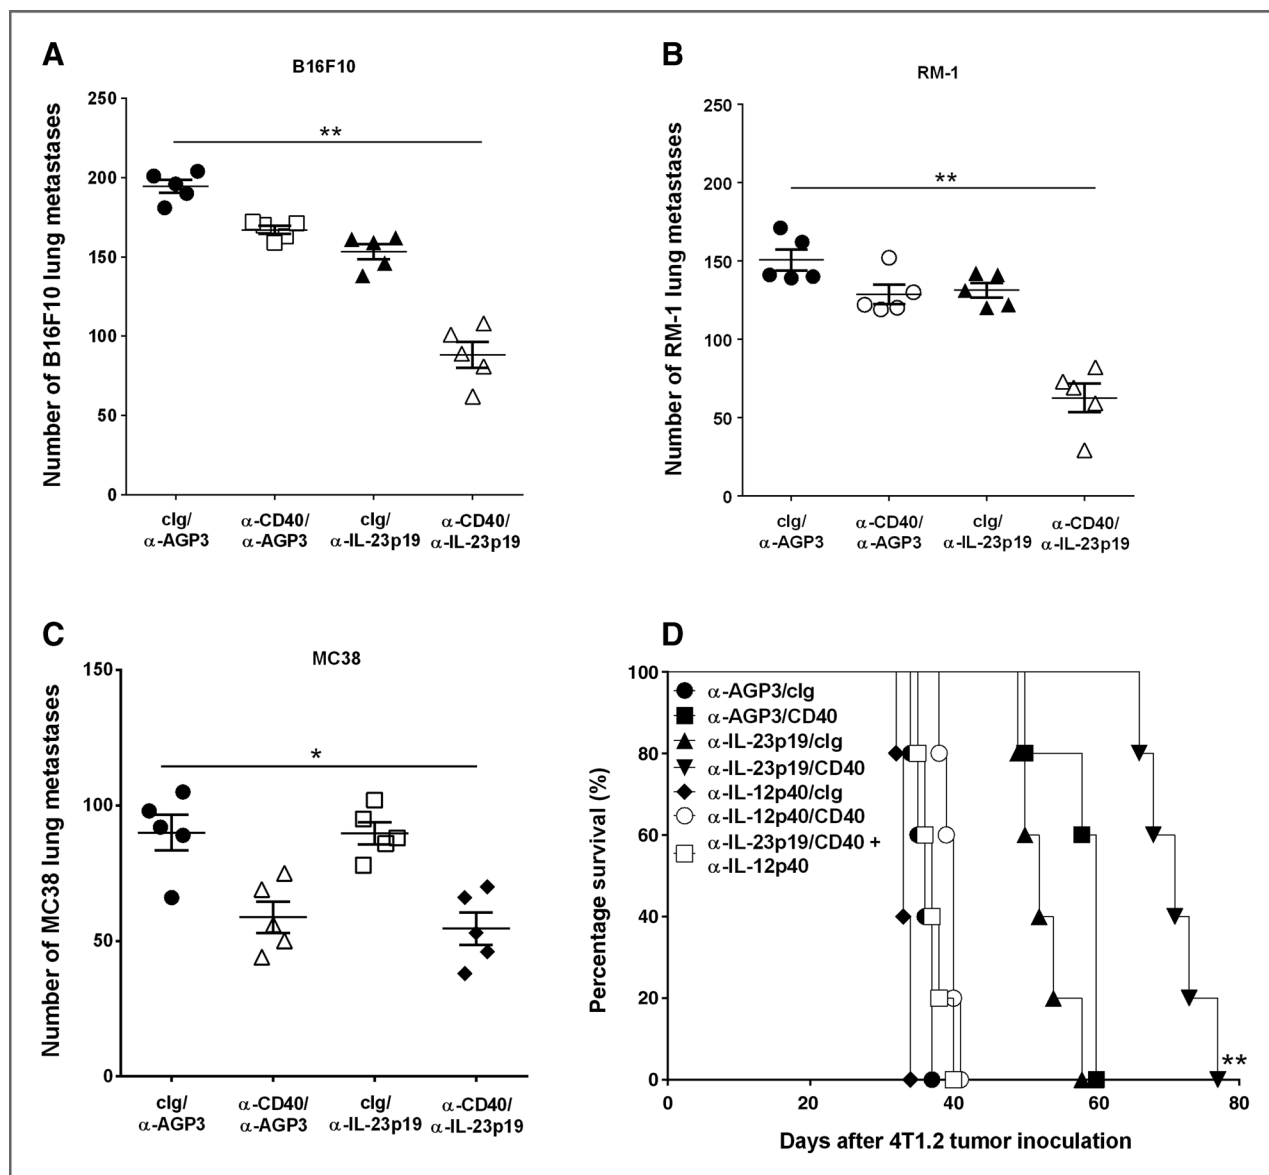 A
B16F10
Number of B16F10 lung metastases
250
200
150
100
50
0
**
cIg/
α-AGP3
α-CD40/
α-AGP3
cIg/
α-IL-23p19
α-CD40/
α-IL-23p19
B
RM-1
Number of RM-1 lung metastases
250
200
150
100
50
0
**
cIg/
α-AGP3
α-CD40/
α-AGP3
cIg/
α-IL-23p19
α-CD40/
α-IL-23p19
C
MC38
Number of MC38 lung metastases
150
100
50
0
*
cIg/
α-AGP3
α-CD40/
α-AGP3
cIg/
α-IL-23p19
α-CD40/
α-IL-23p19
D
Percentage survival (%)
100
80
60
40
20
0
α-AGP3/cIg
α-AGP3/CD40
α-IL-23p19/cIg
α-IL-23p19/CD40
α-IL-12p40/cIg
α-IL-12p40/CD40
α-IL-23p19/CD40 +
α-IL-12p40
**
0
20
40
60
80
Days after 4T1.2 tumor inoculation